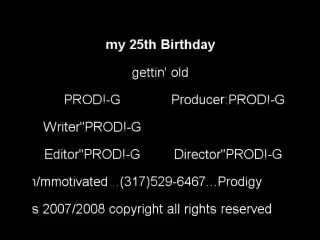 my 25th Birthday
gettin' old
PROD!-G Producer:PROD!-G
Writer"PROD!-G
Editor"PROD!-G Director"PROD!-G
/mmotivated ..(317)529-6467...Prodigy
s 2007/2008 copyright all rights reserved